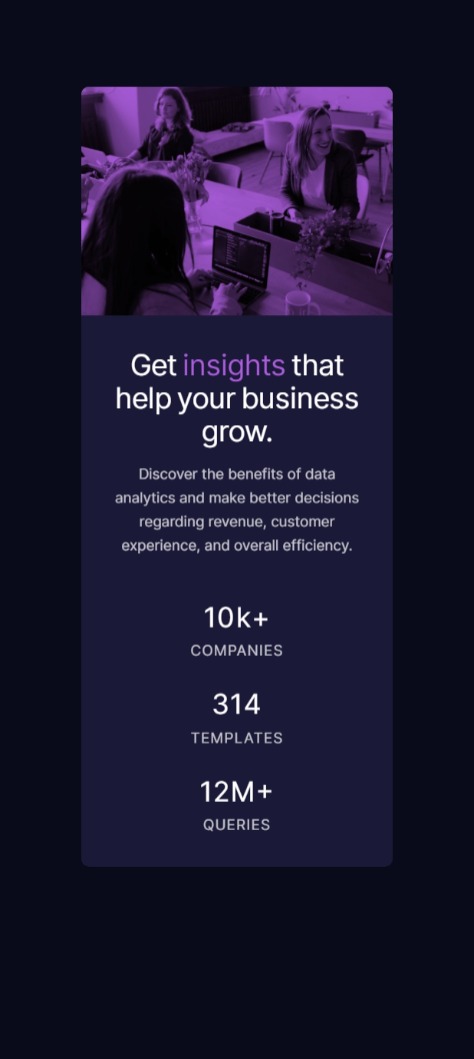 Get insights that
help your business
grow.
Discover the benefits of data
analytics and make better decisions
regarding revenue, customer
experience, and overall efficiency.
10k+
COMPANIES
314
TEMPLATES
12M+
QUERIES